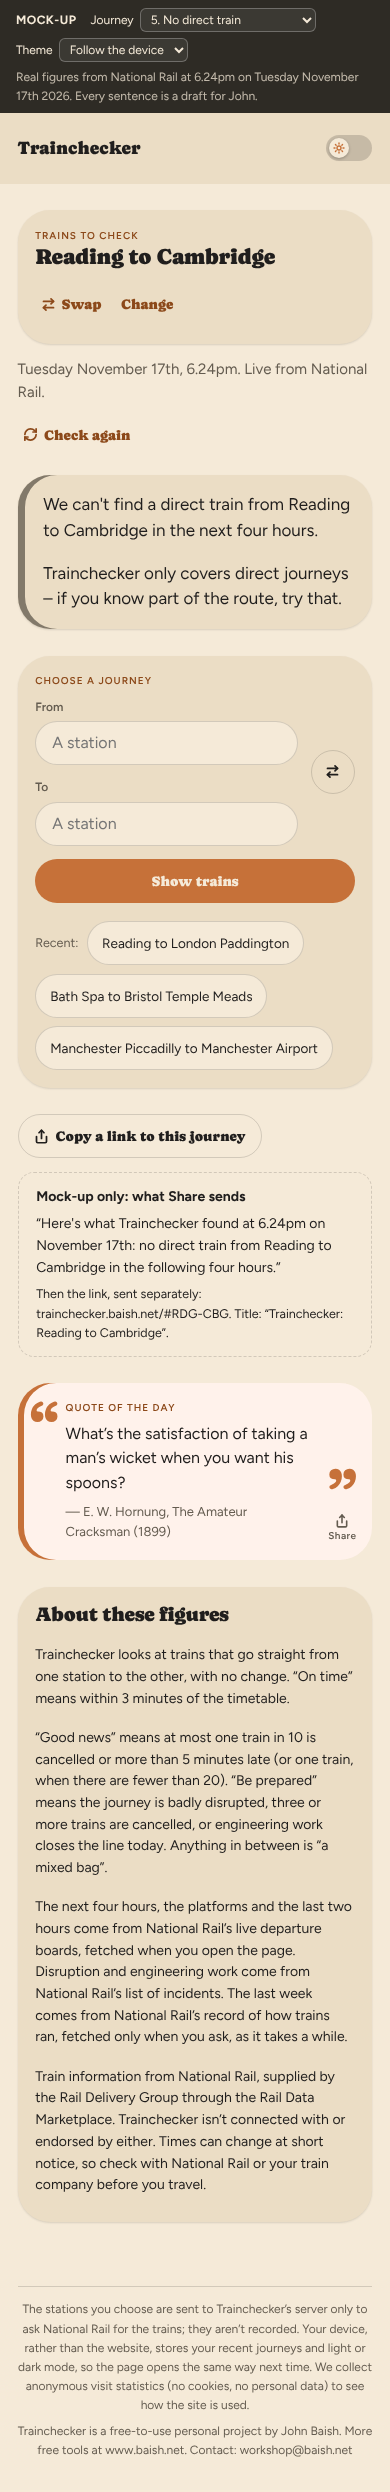 MOCK-UP Journey 5. No direct train
Theme Follow the device
Real figures from National Rail at 6.24pm on Tuesday November
17th 2026. Every sentence is a draft for John.
Trainchecker
TRAINS TO CHECK
Reading to Cambridge
Swap Change
Tuesday November 17th, 6.24pm. Live from National
Rail.
Check again
We can't find a direct train from Reading
to Cambridge in the next four hours.
Trainchecker only covers direct journeys
– if you know part of the route, try that.
CHOOSE A JOURNEY
From
A station
To
A station
Show trains
Recent: Reading to London Paddington
Bath Spa to Bristol Temple Meads
Manchester Piccadilly to Manchester Airport
Copy a link to this journey
Mock-up only: what Share sends
“Here's what Trainchecker found at 6.24pm on
November 17th: no direct train from Reading to
Cambridge in the following four hours.”
Then the link, sent separately:
trainchecker.baish.net/#RDG-CBG. Title: “Trainchecker:
Reading to Cambridge”.
“ QUOTE OF THE DAY
What’s the satisfaction of taking a
man’s wicket when you want his
spoons? ”
— E. W. Hornung, The Amateur
Cracksman (1899)
Share
About these figures
Trainchecker looks at trains that go straight from
one station to the other, with no change. “On time”
means within 3 minutes of the timetable.
“Good news” means at most one train in 10 is
cancelled or more than 5 minutes late (or one train,
when there are fewer than 20). “Be prepared”
means the journey is badly disrupted, three or
more trains are cancelled, or engineering work
closes the line today. Anything in between is “a
mixed bag”.
The next four hours, the platforms and the last two
hours come from National Rail’s live departure
boards, fetched when you open the page.
Disruption and engineering work come from
National Rail’s list of incidents. The last week
comes from National Rail’s record of how trains
ran, fetched only when you ask, as it takes a while.
Train information from National Rail, supplied by
the Rail Delivery Group through the Rail Data
Marketplace. Trainchecker isn’t connected with or
endorsed by either. Times can change at short
notice, so check with National Rail or your train
company before you travel.
The stations you choose are sent to Trainchecker’s server only to
ask National Rail for the trains; they aren’t recorded. Your device,
rather than the website, stores your recent journeys and light or
dark mode, so the page opens the same way next time. We collect
anonymous visit statistics (no cookies, no personal data) to see
how the site is used.
Trainchecker is a free-to-use personal project by John Baish. More
free tools at www.baish.net. Contact: workshop@baish.net